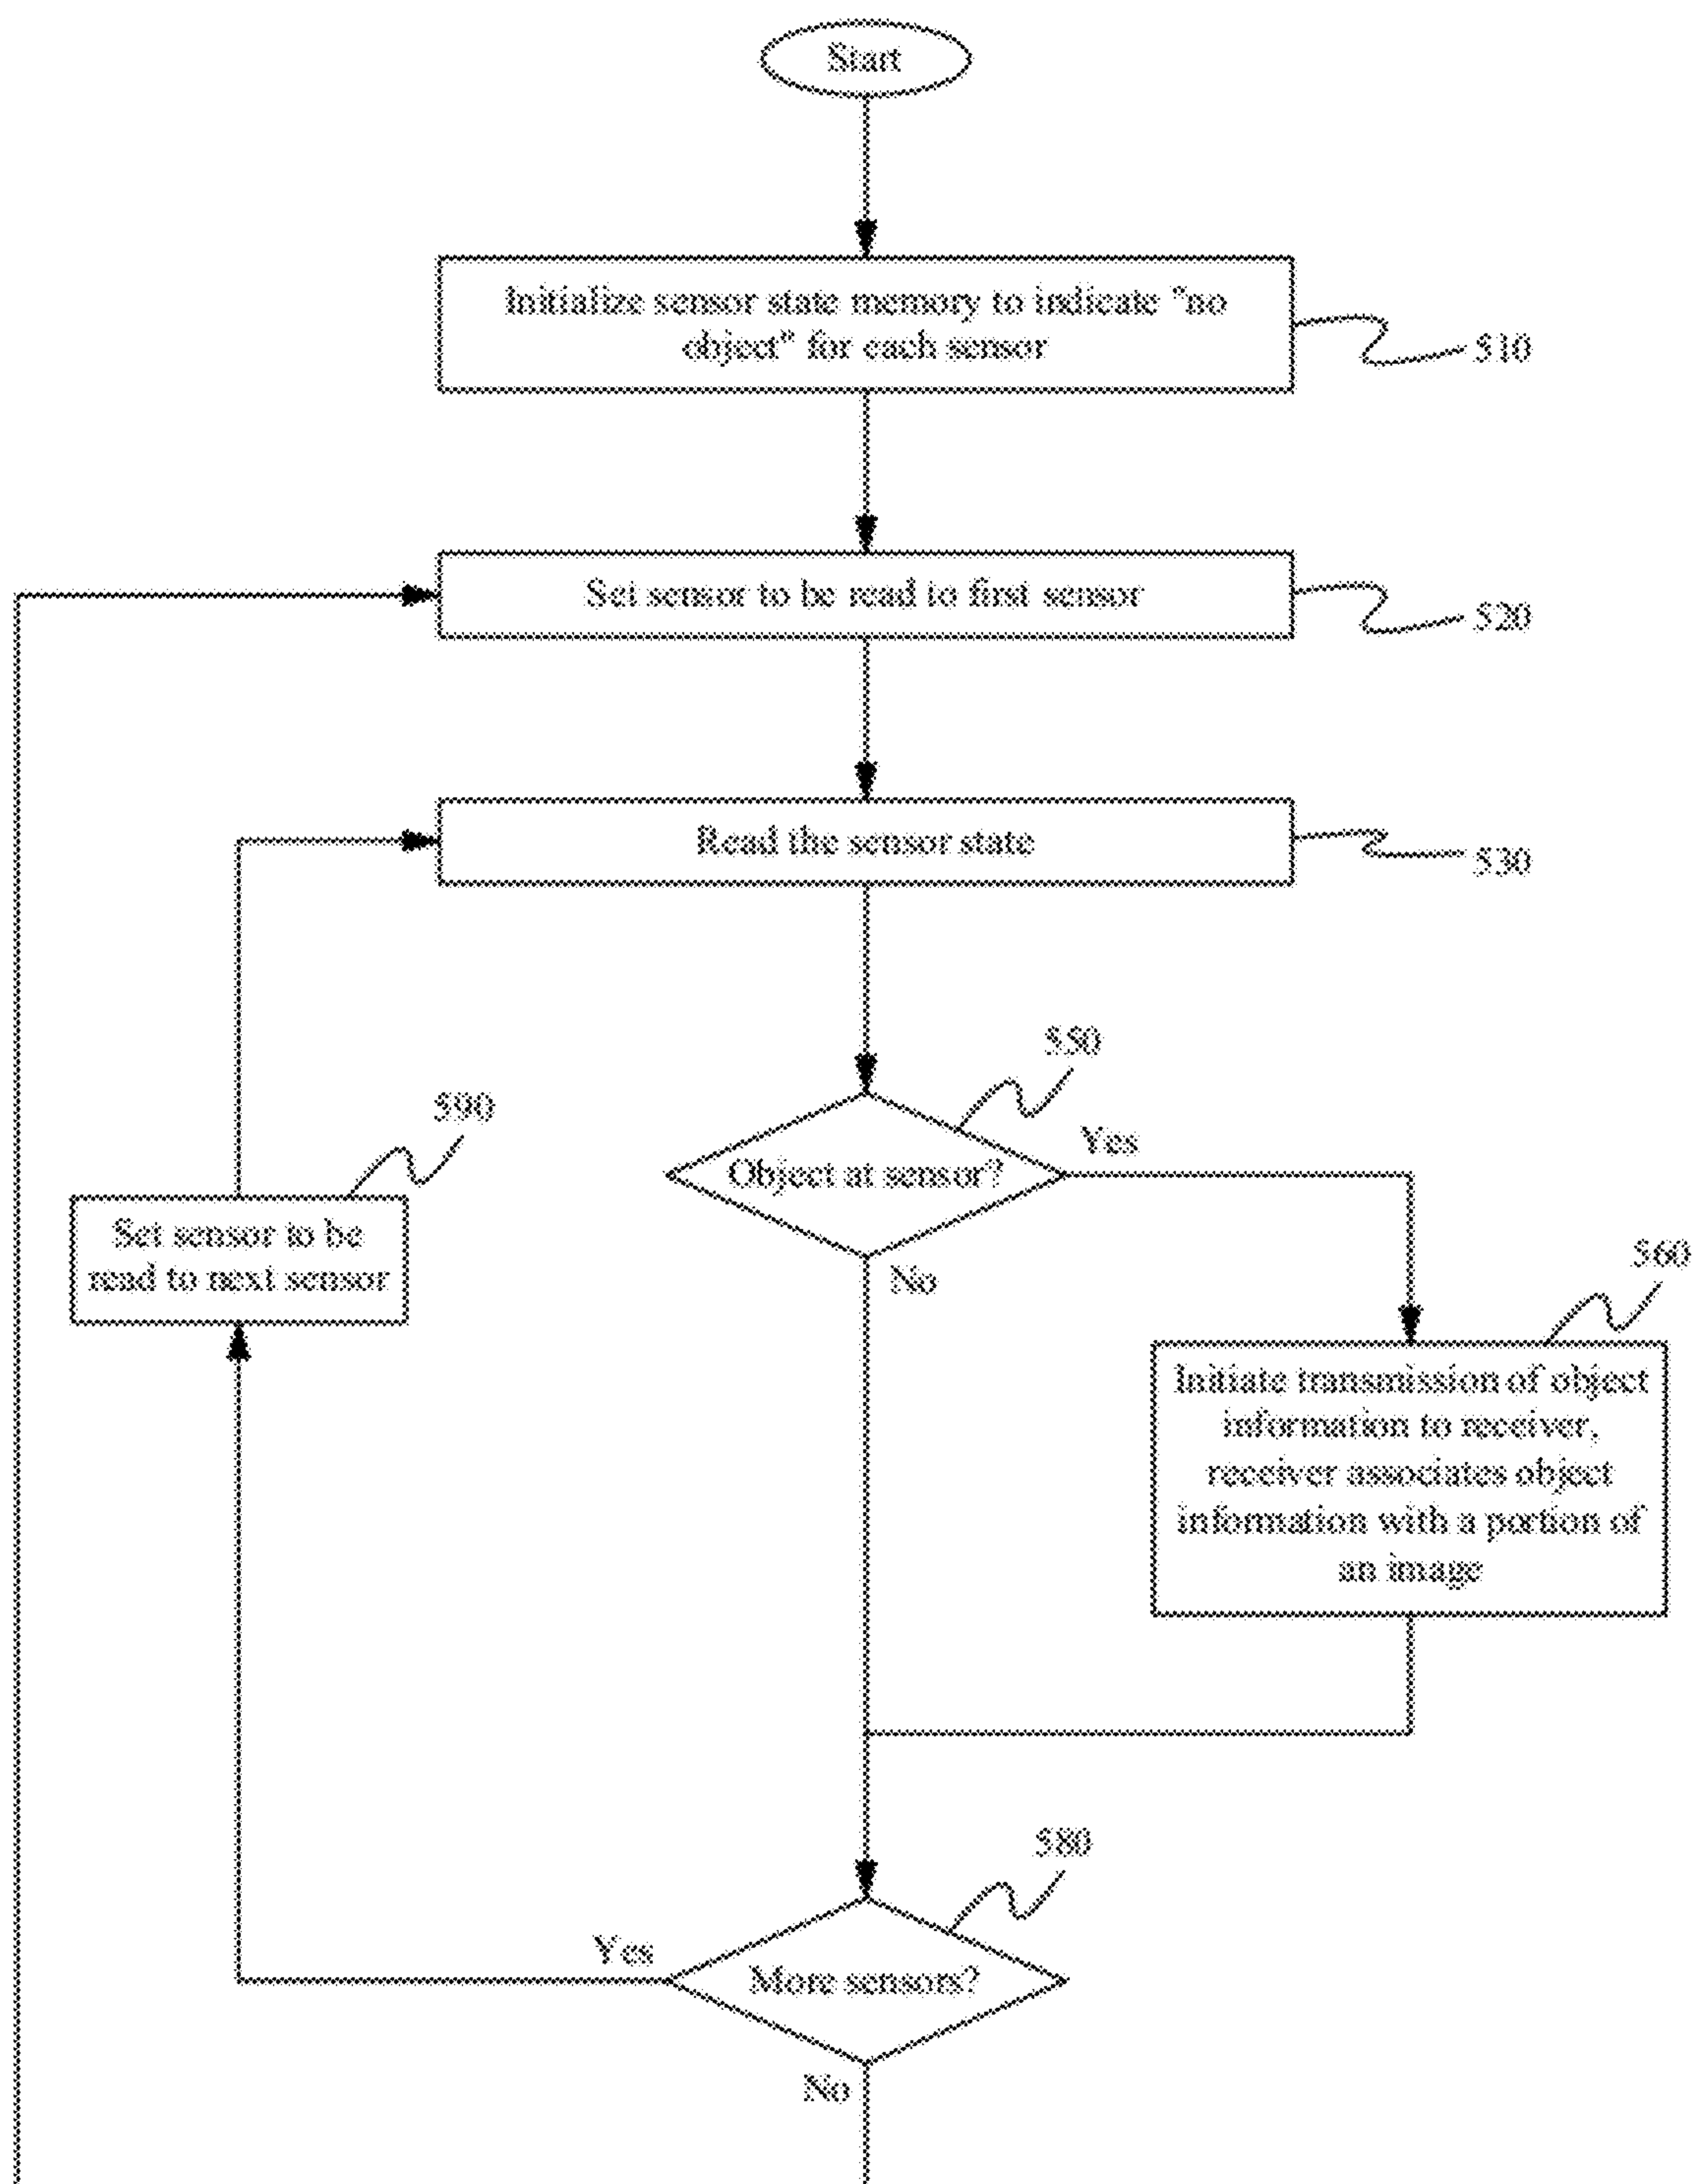 Start
Initialize sensor state memory to indicate "no
object" for each sensor
510
Set sensor to be read to first sensor
520
Read the sensor state
530
550
Object at sensor?
Yes
No
590
Set sensor to be
read to next sensor
560
Initiate transmission of object
information to receiver,
receiver associates object
information with a portion of
an image
580
More sensors?
Yes
No